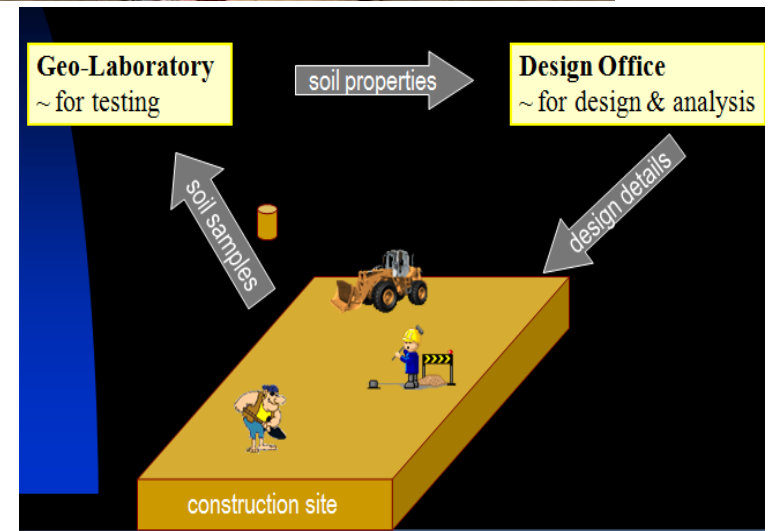 Geo-Laboratory
~ for testing
soil properties
Design Office
~ for design & analysis
soil samples
design details
construction site